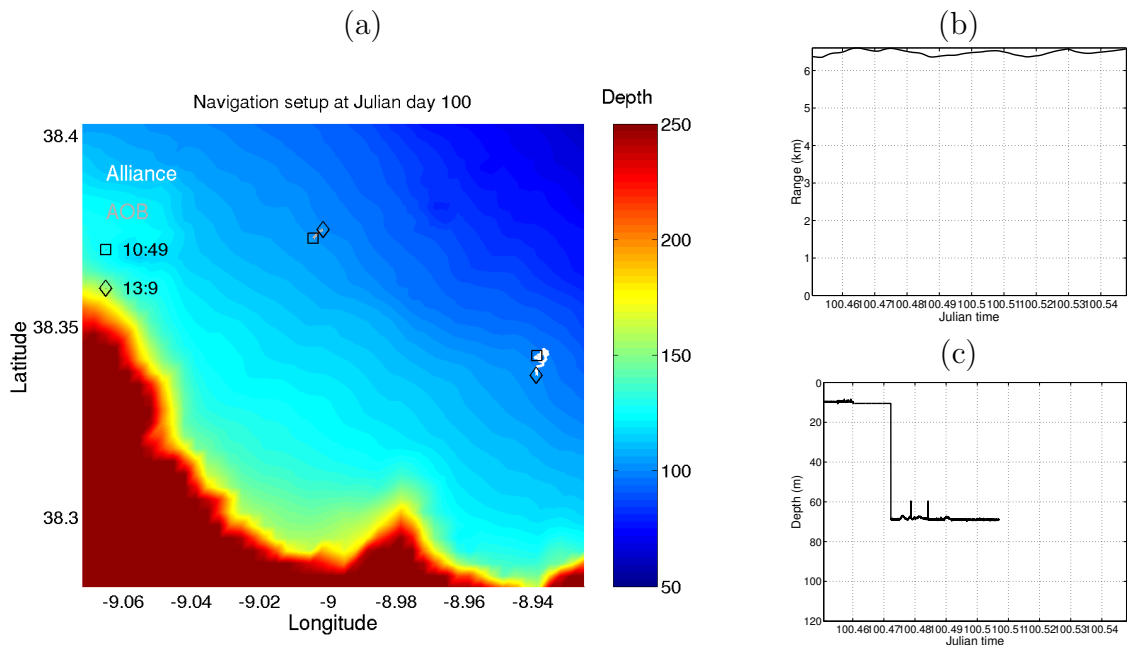 (a)
Navigation setup at Julian day 100
Depth
38.4
38.35
38.3
Latitude
Alliance
AOB
10:49
13:9
-9.06 -9.04 -9.02 -9 -8.98 -8.96 -8.94
Longitude
250
200
150
100
50
(b)
6
5
4
3
2
1
0
Range (km)
100.46 100.47 100.48 100.49 100.5 100.51 100.52 100.53 100.54
Julian time
(c)
0
20
40
60
80
100
120
Depth (m)
100.46 100.47 100.48 100.49 100.5 100.51 100.52 100.53 100.54
Julian time